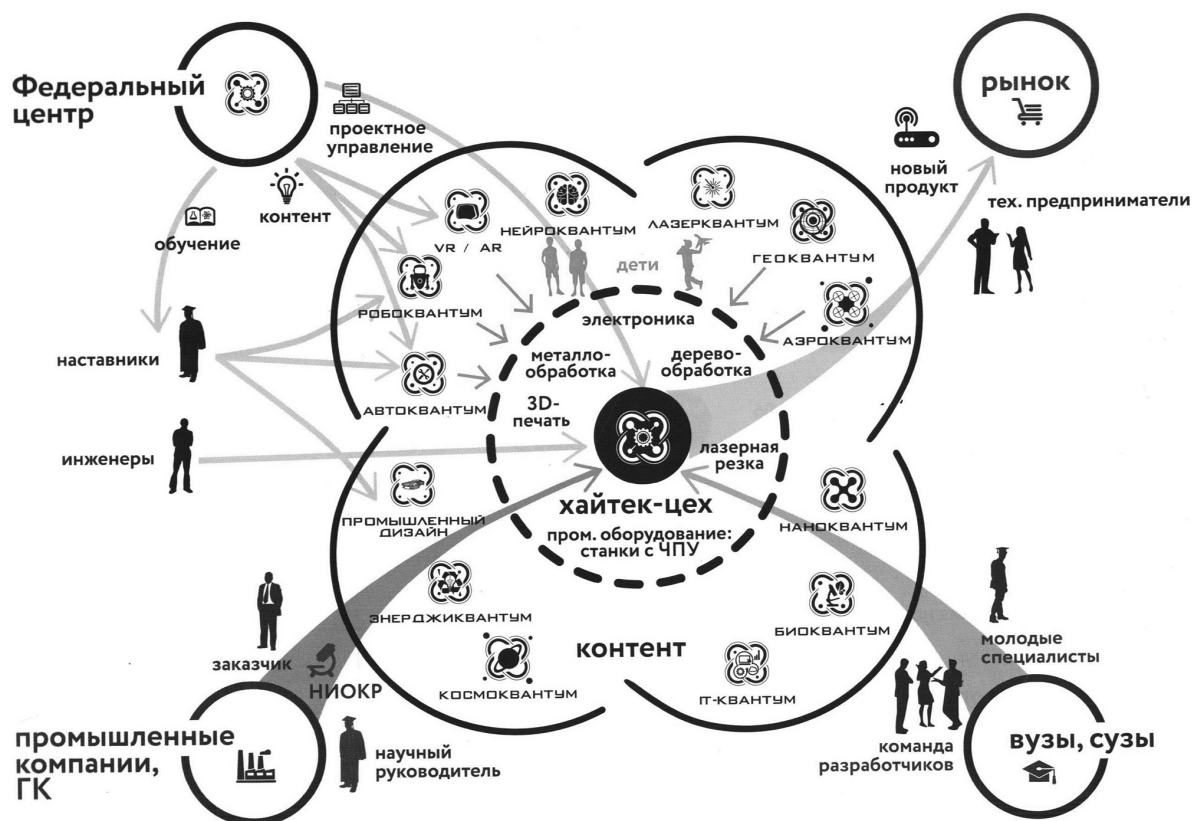 Федеральный
центр
проектное
управление
контент
обучение
рынок
новый
продукт
тех. предприниматели
VR / AR
НЕЙРОКВАНТУМ
ЛАЗЕРКВАНТУМ
ГЕОКВАНТУМ
дети
РОБОКВАНТУМ
АЭРОКВАНТУМ
АВТОКВАНТУМ
электроника
металло-
обработка
дерево-
обработка
3D-
печать
лазерная
резка
наставники
инженеры
хайтек-цех
пром. оборудование:
станки с ЧПУ
ПРОМЫШЛЕННЫЙ
ДИЗАЙН
НАНОКВАНТУМ
ЭНЕРДЖИКВАНТУМ
БИОКВАНТУМ
КОСМОКВАНТУМ
контент
IT-КВАНТУМ
заказчик
НИОКР
научный
руководитель
промышленные
компании,
ГК
молодые
специалисты
команда
разработчиков
вузы, сузы